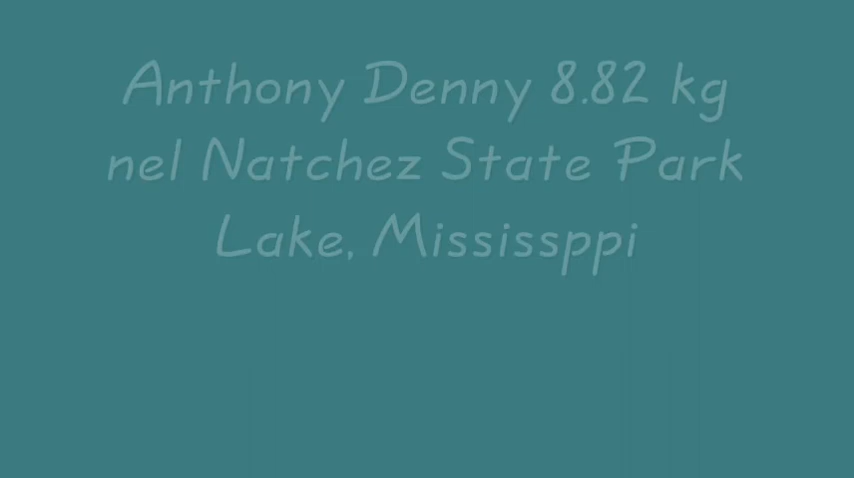 Anthony Denny 8.82 kg
nel Natchez State Park
Lake, Mississppi